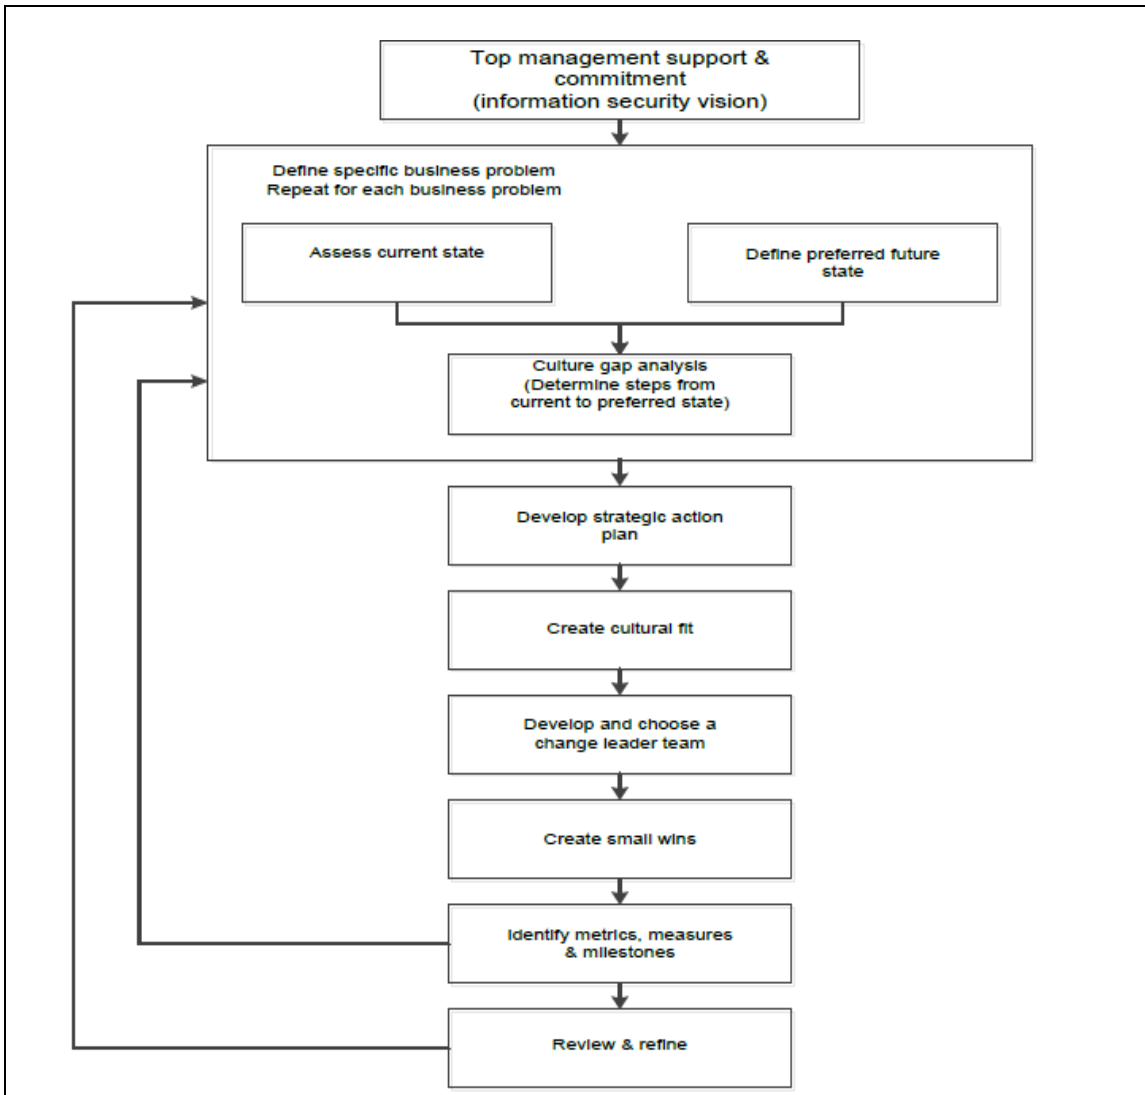 Top management support &
commitment
(information security vision)
Define specific business problem
Repeat for each business problem
Assess current state
Define preferred future
state
Culture gap analysis
(Determine steps from
current to preferred state)
Develop strategic action
plan
Create cultural fit
Develop and choose a
change leader team
Create small wins
Identify metrics, measures
& milestones
Review & refine